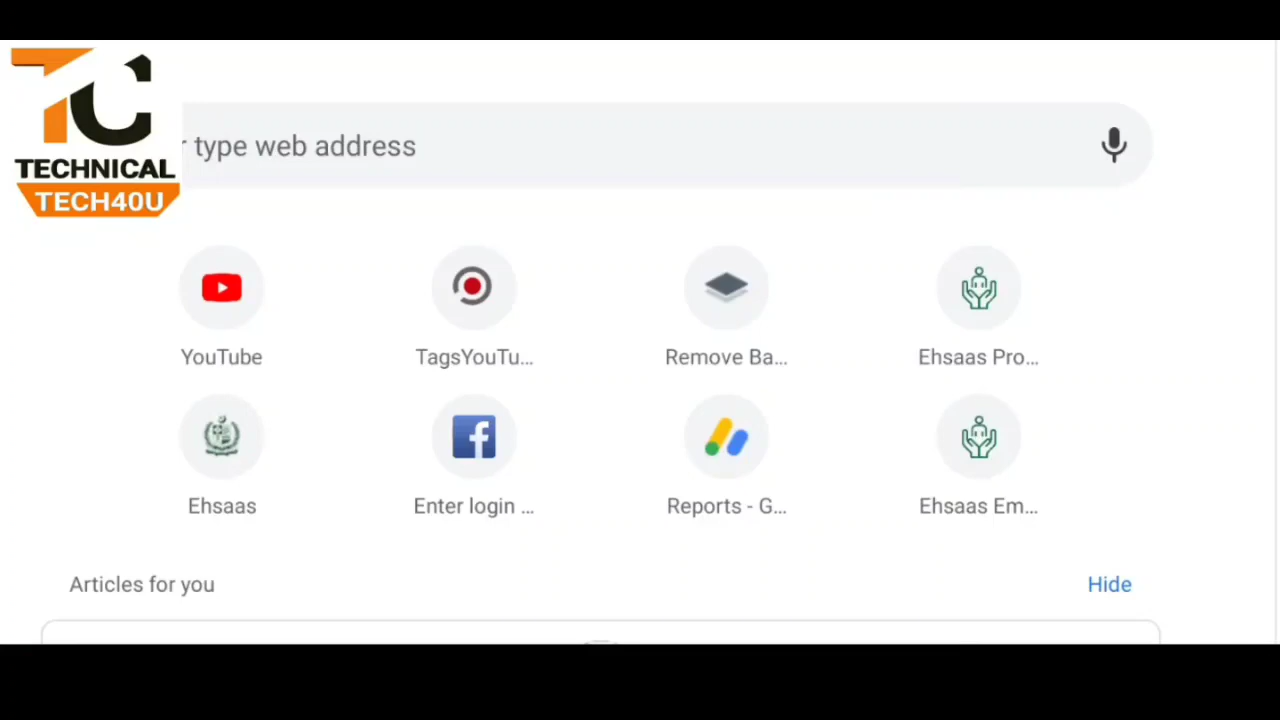 TC
TECHNICAL
TECH40U
type web address
YouTube
TagsYouTu...
Remove Ba...
Ehsaas Pro...
Ehsaas
Enter login ...
Reports - G...
Ehsaas Em...
Articles for you
Hide